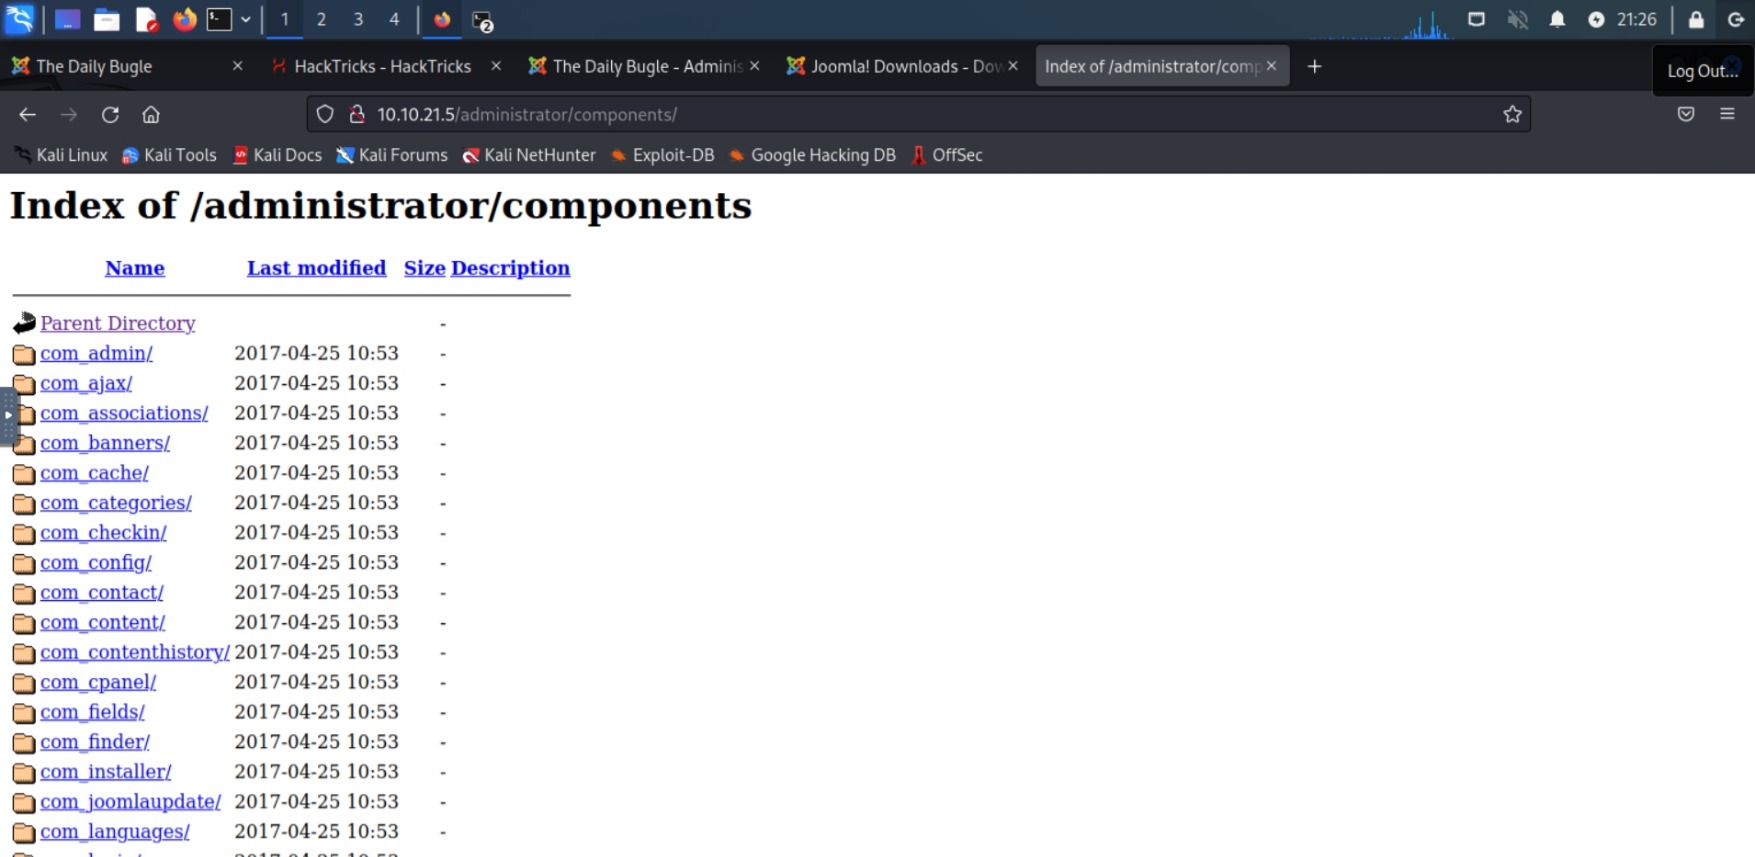 1 2 3 4 2 21:26
The Daily Bugle HackTricks - HackTricks The Daily Bugle - Adminis Joomla! Downloads - Dow Index of /administrator/comp Log Out...
10.10.21.5/administrator/components/
Kali Linux Kali Tools Kali Docs Kali Forums Kali NetHunter Exploit-DB Google Hacking DB OffSec
Index of /administrator/components
Name Last modified Size Description
Parent Directory -
com_admin/ 2017-04-25 10:53 -
com_ajax/ 2017-04-25 10:53 -
com_associations/ 2017-04-25 10:53 -
com_banners/ 2017-04-25 10:53 -
com_cache/ 2017-04-25 10:53 -
com_categories/ 2017-04-25 10:53 -
com_checkin/ 2017-04-25 10:53 -
com_config/ 2017-04-25 10:53 -
com_contact/ 2017-04-25 10:53 -
com_content/ 2017-04-25 10:53 -
com_contenthistory/ 2017-04-25 10:53 -
com_cpanel/ 2017-04-25 10:53 -
com_fields/ 2017-04-25 10:53 -
com_finder/ 2017-04-25 10:53 -
com_installer/ 2017-04-25 10:53 -
com_joomlaupdate/ 2017-04-25 10:53 -
com_languages/ 2017-04-25 10:53 -